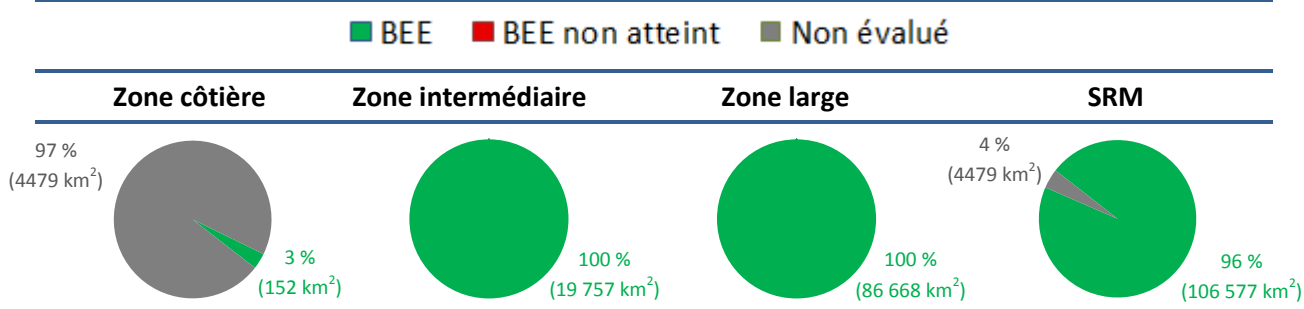 BEE BEE non atteint Non évalué
Zone côtière Zone intermédiaire Zone large SRM
97 %
(4479 km²)
3 %
(152 km²)
100 %
(19 757 km²)
100 %
(86 668 km²)
4 %
(4479 km²)
96 %
(106 577 km²)